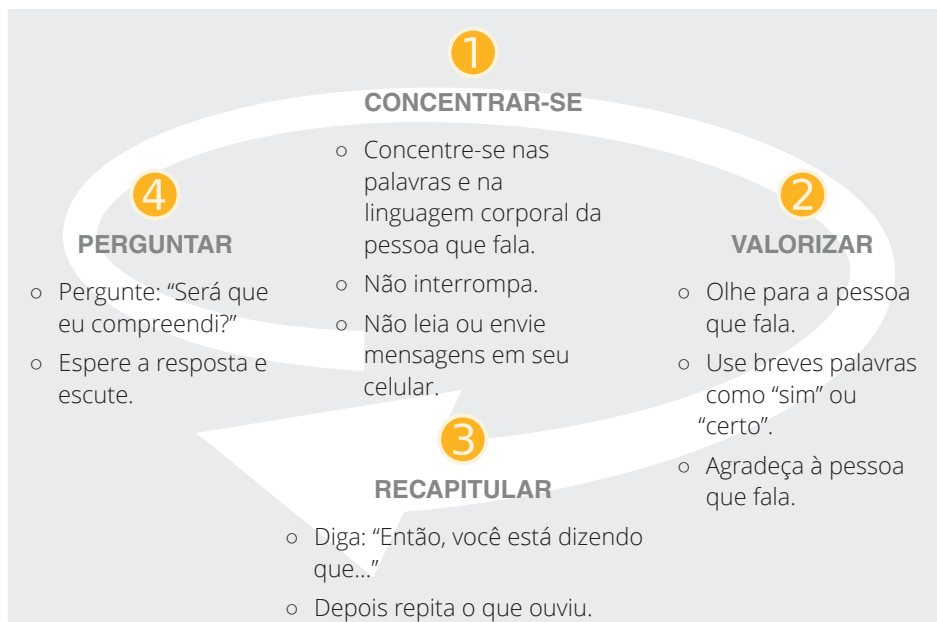 1
CONCENTRAR-SE
○ Concentre-se nas
palavras e na
linguagem corporal da
pessoa que fala.
○ Não interrompa.
○ Não leia ou envie
mensagens em seu
celular.
2
VALORIZAR
○ Olhe para a pessoa
que fala.
○ Use breves palavras
como “sim” ou
“certo”.
○ Agradeça à pessoa
que fala.
3
RECAPITULAR
○ Diga: “Então, você está dizendo
que...”
○ Depois repita o que ouviu.
4
PERGUNTAR
○ Pergunte: “Será que
eu compreendi?”
○ Espere a resposta e
escute.